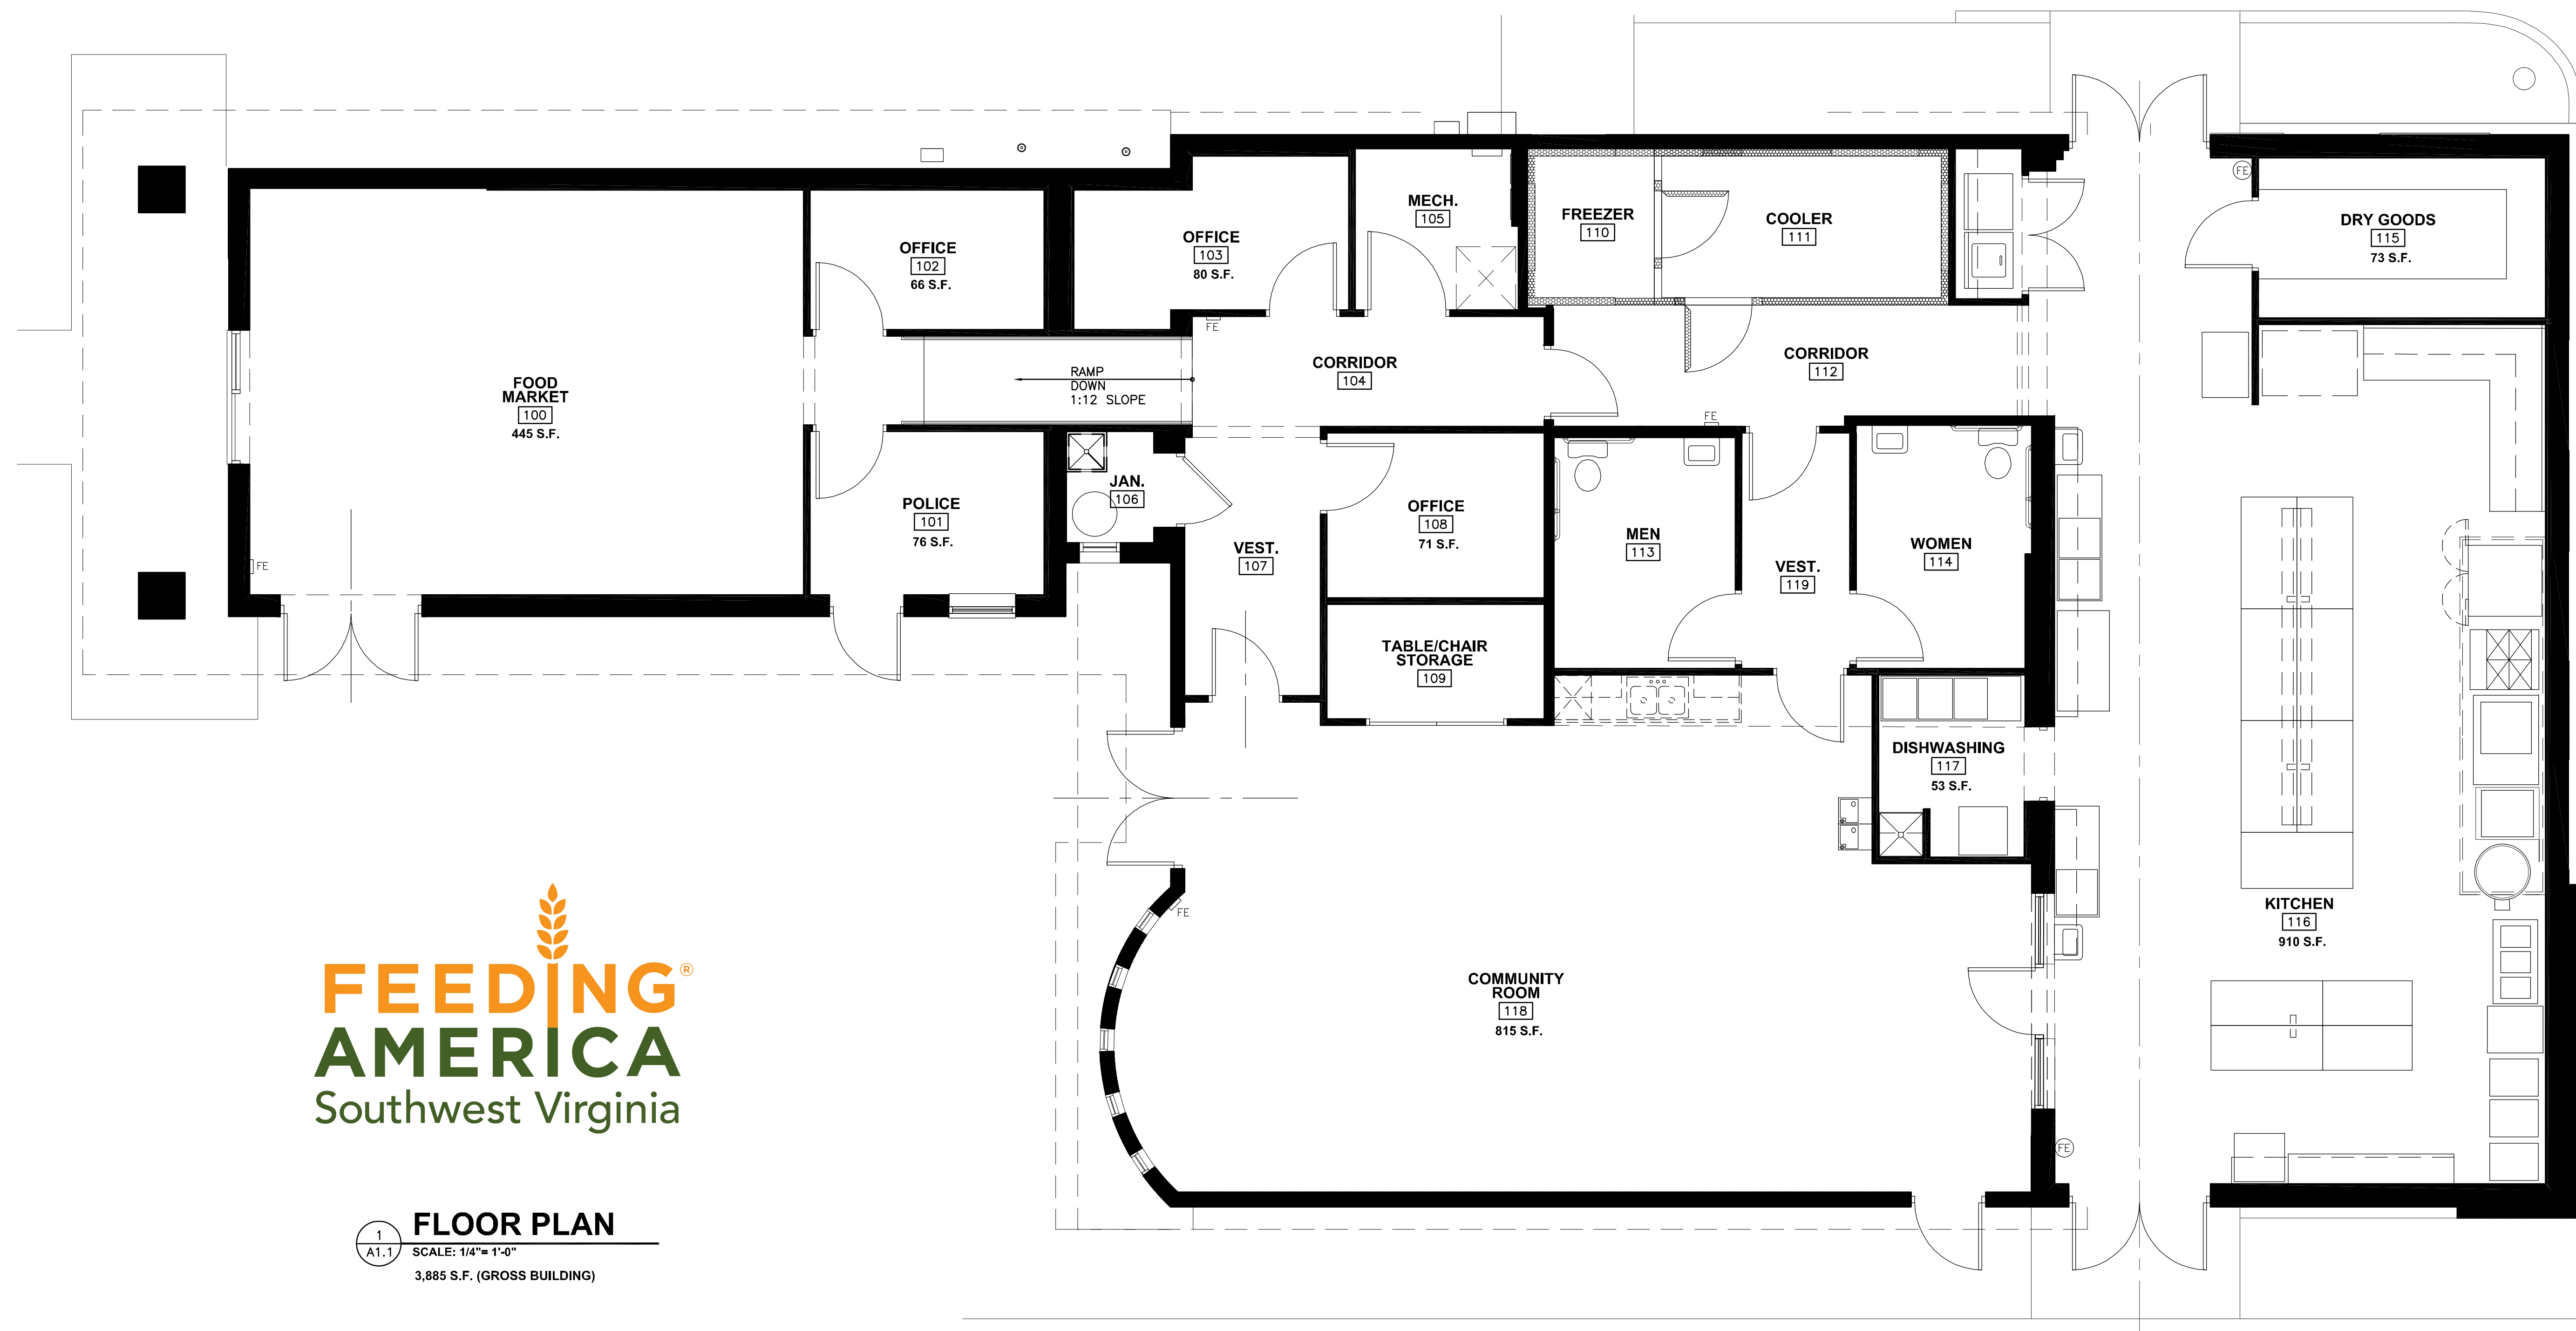 FOOD
MARKET
100
445 S.F.
FE
OFFICE
102
66 S.F.
POLICE
101
76 S.F.
OFFICE
103
80 S.F.
FE
RAMP
DOWN
1:12 SLOPE
CORRIDOR
104
MECH.
105
JAN.
106
VEST.
107
OFFICE
108
71 S.F.
TABLE/CHAIR
STORAGE
109
FREEZER
110
COOLER
111
CORRIDOR
112
FE
MEN
113
VEST.
119
WOMEN
114
DISHWASHING
117
53 S.F.
FE
DRY GOODS
115
73 S.F.
KITCHEN
116
910 S.F.
FE
COMMUNITY
ROOM
118
815 S.F.
FE
FEEDING®
AMERICA
Southwest Virginia
1
A1.1
FLOOR PLAN
SCALE: 1/4"= 1'-0"
3,885 S.F. (GROSS BUILDING)